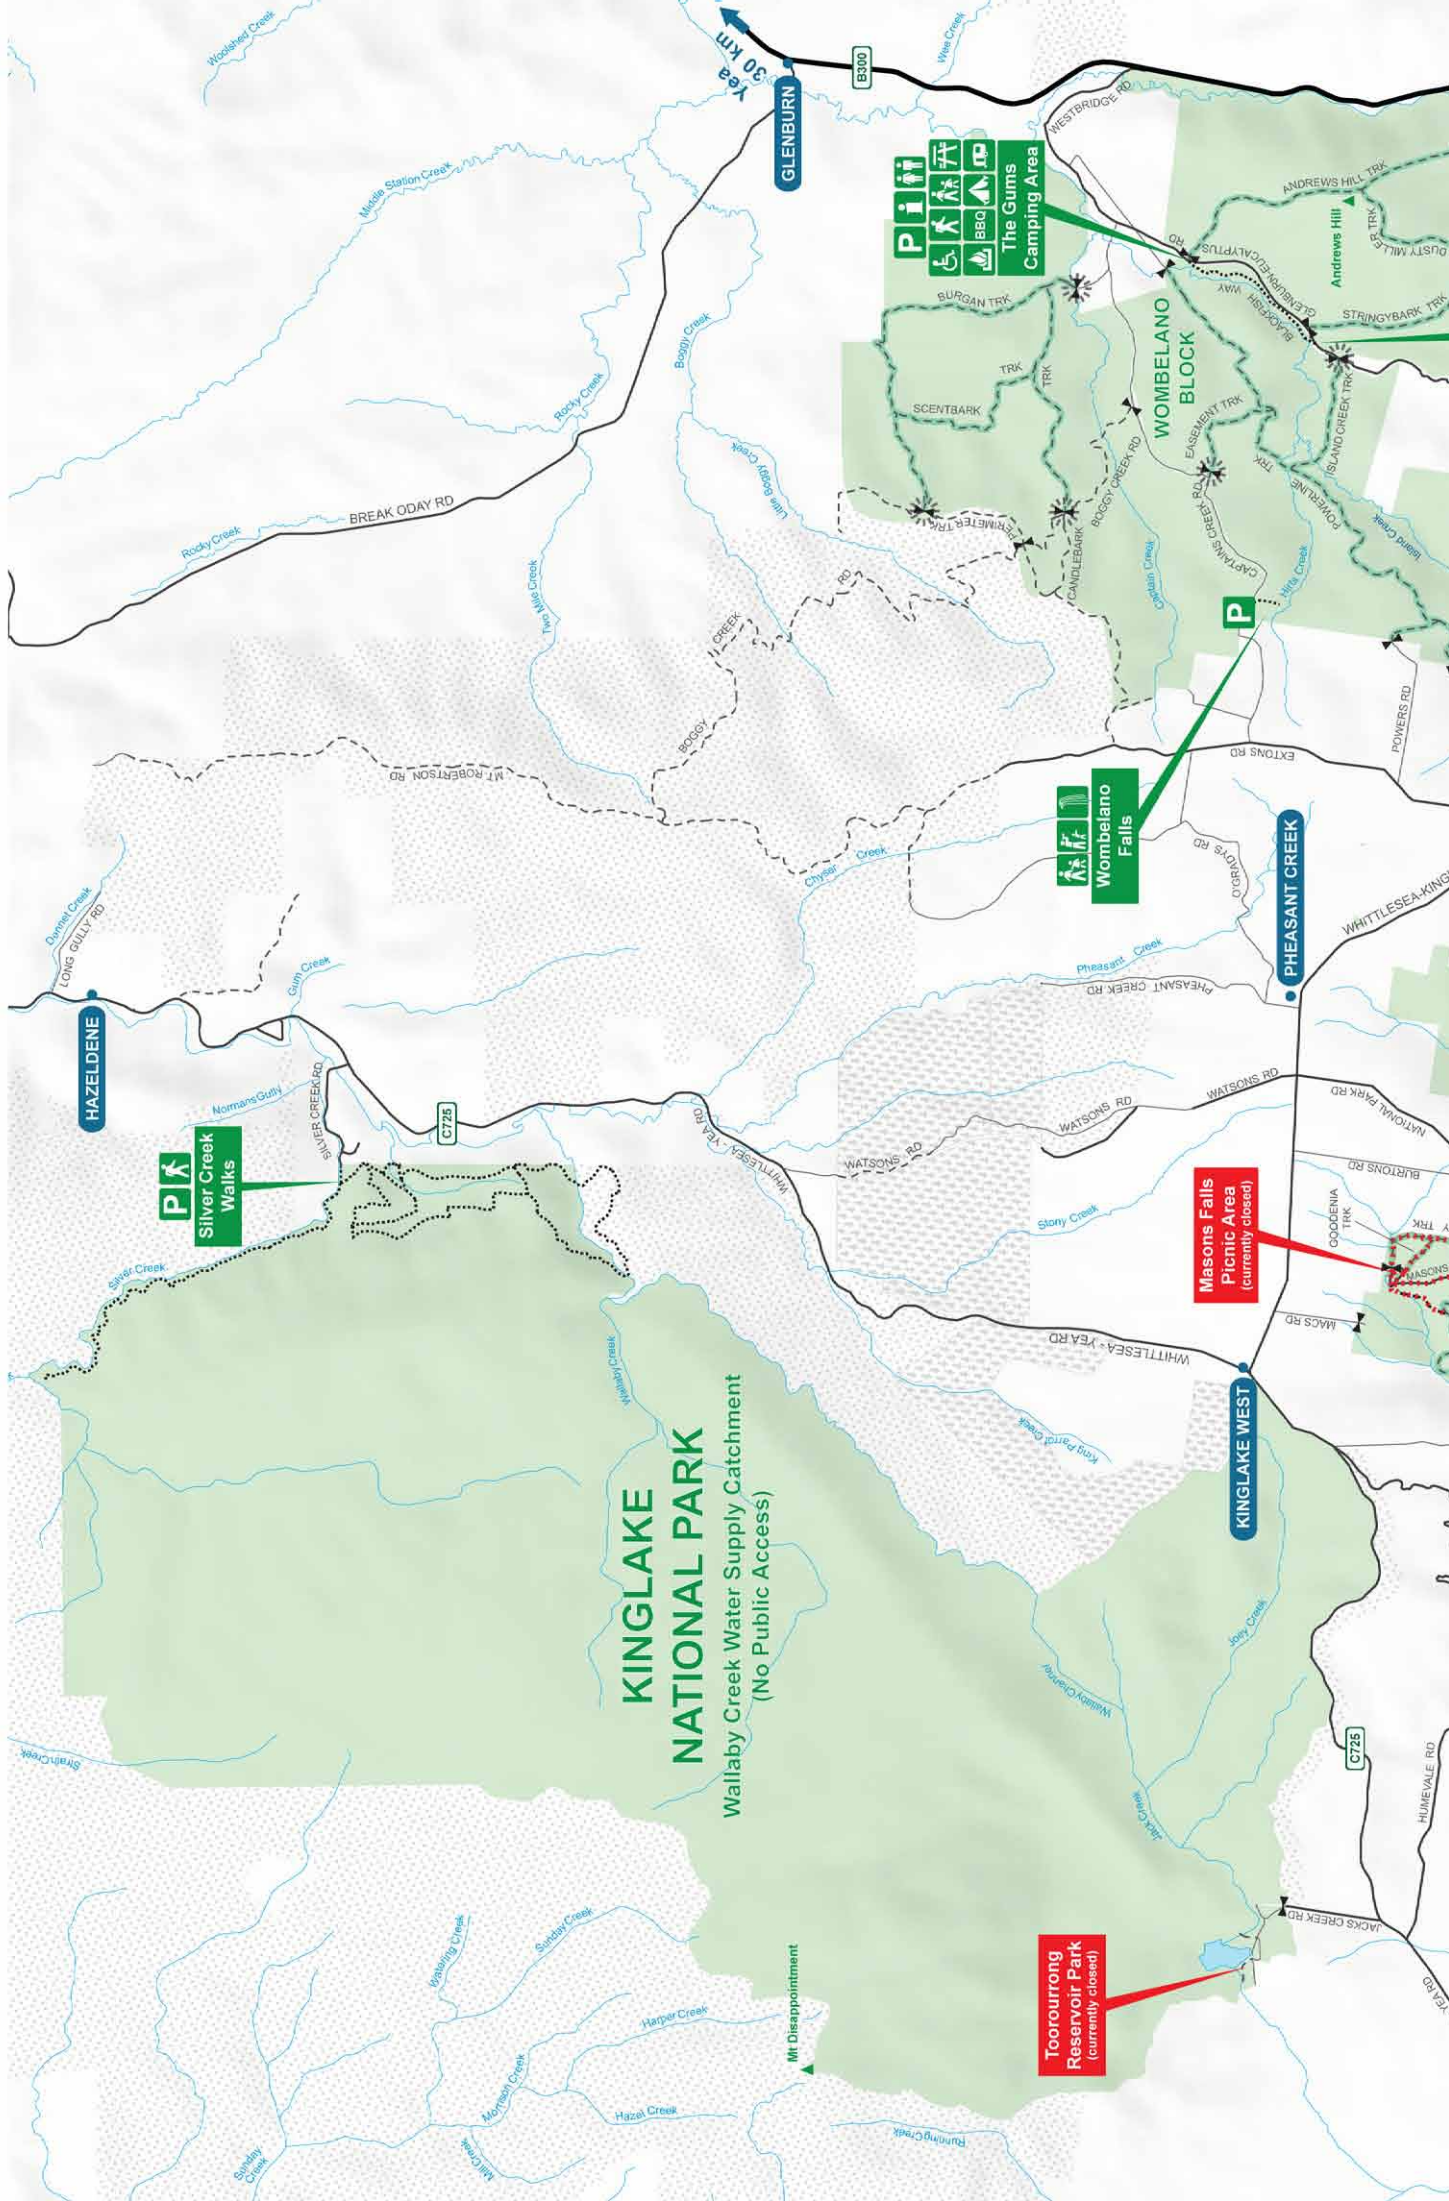 Woolshed Creek
Wee Creek
Yea
30 km
GLENBURN
B300
WESTBRIDGE RD
Middle Station Creek
P
BBQ
The Gums
Camping Area
ANDREWS HILL TRK
Andrews Hill
DUSTY MILLER TRK
GLENBURN-EUCALYPTUS
RD
BLACKFISH
WAY
STRINGYBARK TRK
BURGAN TRK
WOMBELANO
BLOCK
Boggy Creek
Rocky Creek
SCENTBARK
TRK
TRK
EASEMENT TRK
ISLAND CREEK TRK
BREAK ODAY RD
Rocky Creek
Little Boggy Creek
PERIMETER TRK
CANDLEBARK
BOGGY CREEK RD
CAPTAINS CREEK RD
POWERLINE
TRK
Island Creek
Two Mile Creek
Captain Creek
Hirts Creek
P
BOGGY
CREEK
RD
MT ROBERTSON RD
EXTONS RD
POWERS RD
Wombelano
Falls
Chyser
Creek
O'GRADYS RD
PHEASANT CREEK
WHITTLESEA-KINGL
Dannet Creek
LONG GULLY RD
HAZELDENE
Gum Creek
Pheasant Creek
PHEASANT CREEK RD
Normans Gully
SILVER CREEK RD
C725
WHITTLESEA - YEA RD
WATSONS RD
WATSONS RD
WATSONS RD
NATIONAL PARK RD
BURTONS RD
P
Silver Creek
Walks
Silver Creek
Stony Creek
Masons Falls
Picnic Area
(currently closed)
GOODENIA
TRK
Y TRK
MASONS
MACS RD
WHITTLESEA - YEA RD
Wallaby Creek
King Parrot Creek
KINGLAKE WEST
KINGLAKE
NATIONAL PARK
Wallaby Creek Water Supply Catchment
(No Public Access)
Strath Creek
Wallaby Channel
Joey Creek
Jack Creek
C725
HUMEVALE RD
JACKS CREEK RD
YEA RD
Toorourrong
Reservoir Park
(currently closed)
Mt Disappointment
Watering Creek
Sunday Creek
Harper Creek
Morrison Creek
Hazel Creek
Mill Creek
Sunday
Creek
Running Creek